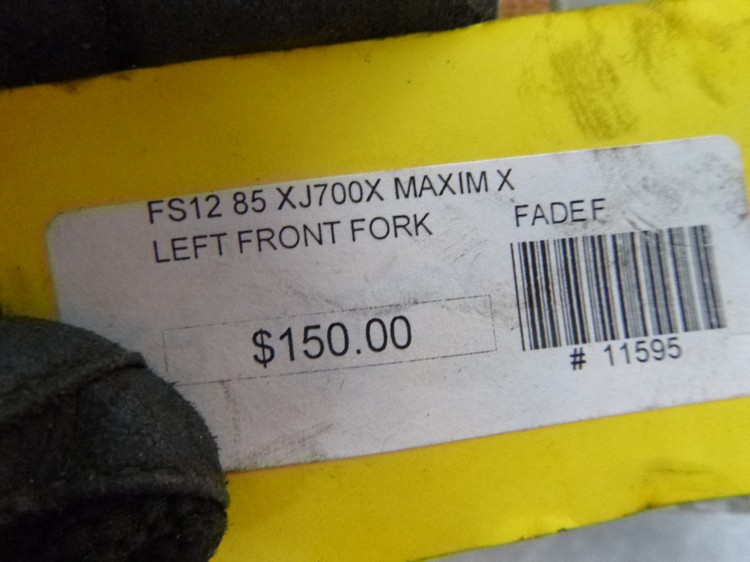 FS12 85 XJ700X MAXIM X
LEFT FRONT FORK
FADEF
$150.00
# 11595